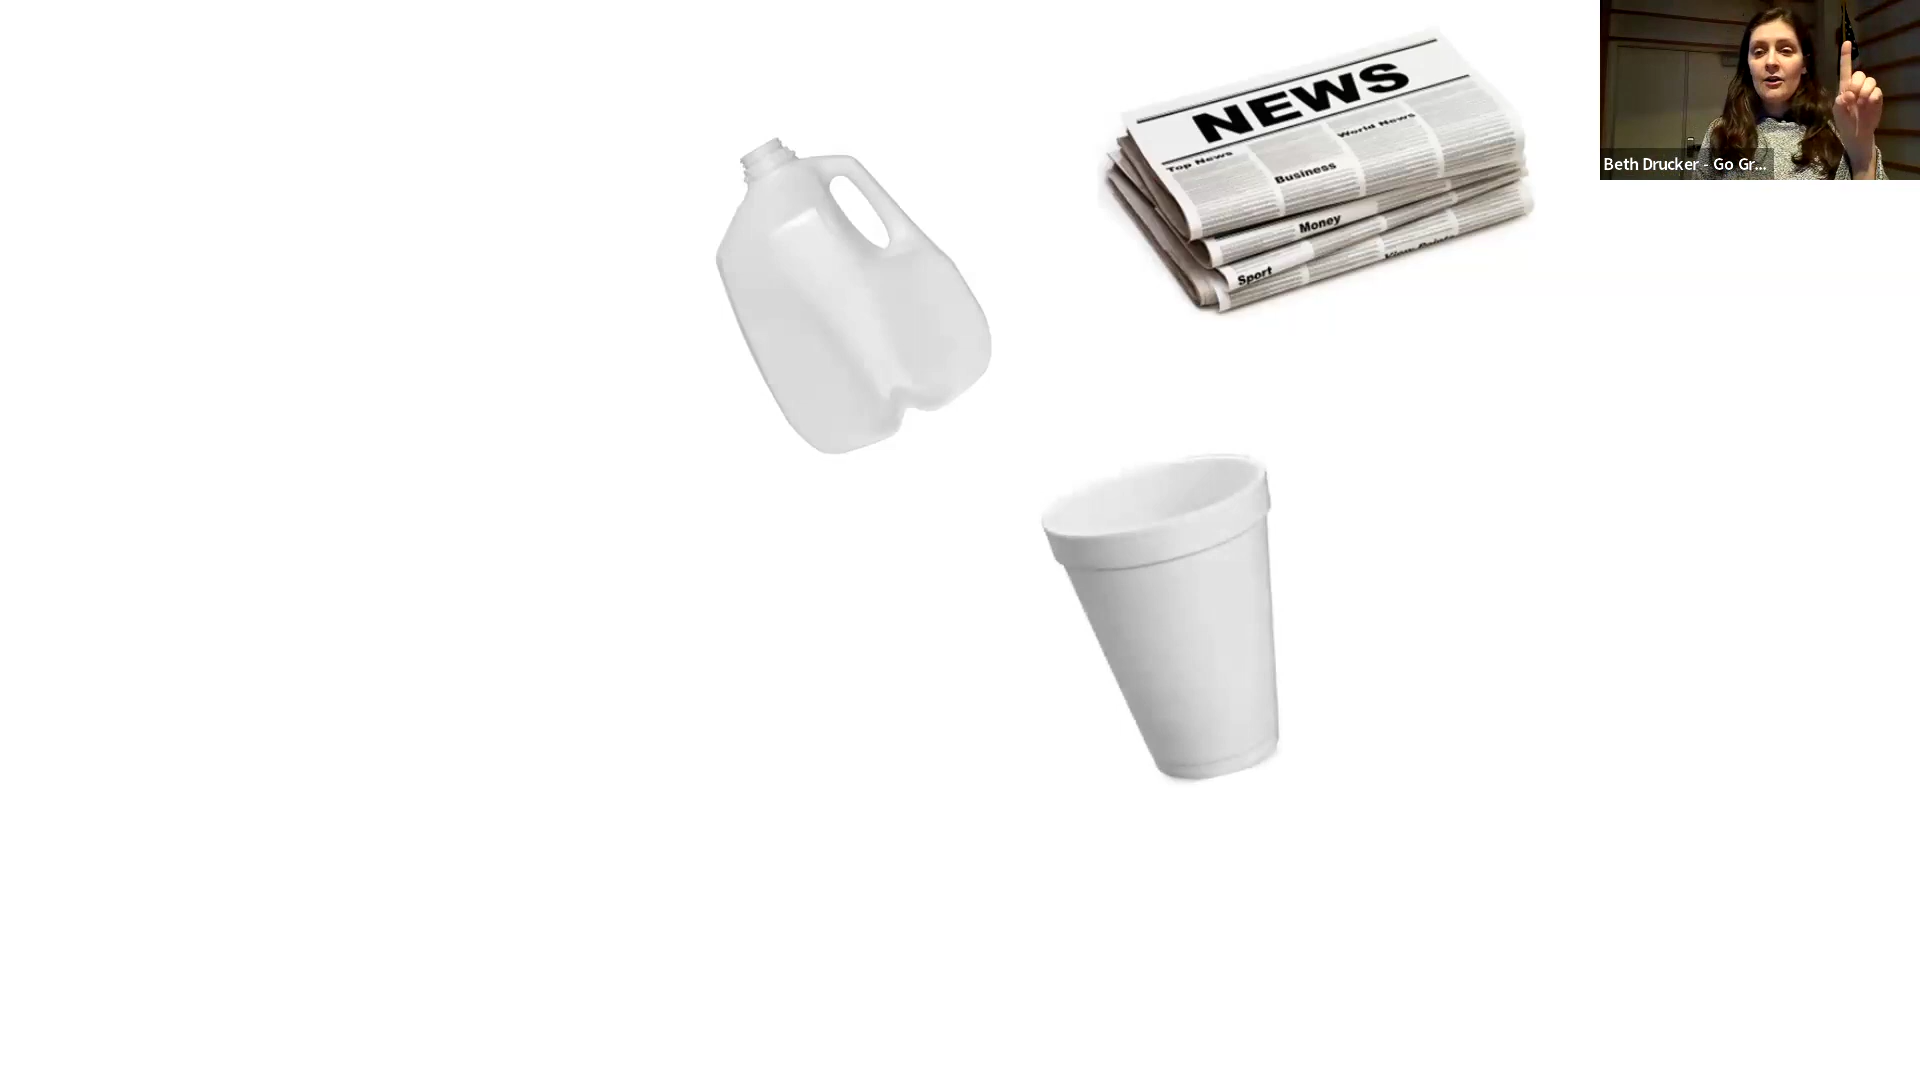 NEWS
World News
Top News
Business
Money
Sport
Beth Drucker - Go Gr...